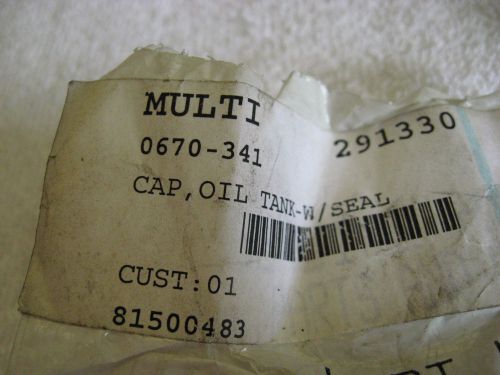 MULTI
0670-341 291330
CAP, OIL TANK-W/SEAL
CUST:01
81500483